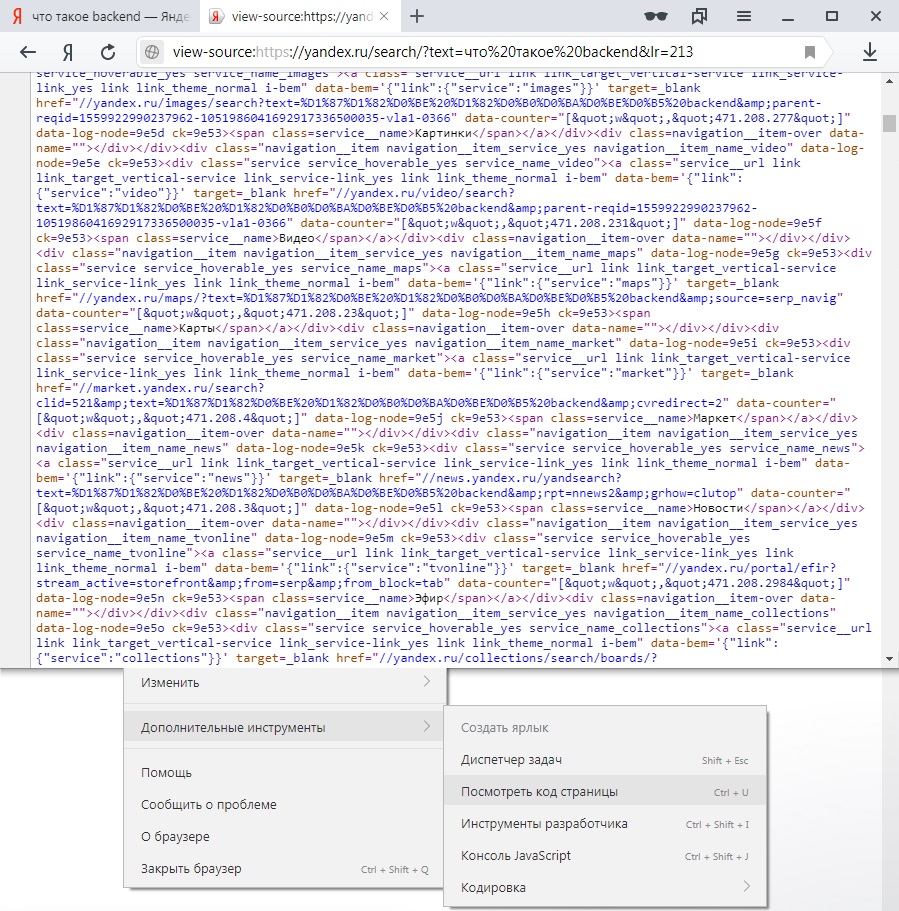 Я что такое backend — Янде
view-source:https://yand
view-source:https://yandex.ru/search/?text=что%20такое%20backend&lr=213
service_hoverable_yes service_name_images"><a class="service__url link link_target_vertical-service link_service-
link_yes link link_theme_normal i-bem" data-bem='{"link":{"service":"images"}}' target=_blank
href="//yandex.ru/images/search?text=%D1%87%D1%82%D0%BE%20%D1%82%D0%B0%D0%BA%D0%BE%D0%B5%20backend&amp;parent-
reqid=1559922990237962-1051986041692917336500035-vla1-0366" data-counter="[&quot;w&quot;,&quot;471.208.277&quot;]"
data-log-node=9e5d ck=9e53><span class=service__name>Картинки</span></a></div><div class=navigation__item-over data-
name=""></div></div><div class="navigation__item navigation__item_service_yes navigation__item_name_video" data-log-
node=9e5e ck=9e53><div class="service service_hoverable_yes service_name_video"><a class="service__url link
link_target_vertical-service link_service-link_yes link link_theme_normal i-bem" data-bem='{"link":
{"service":"video"}}' target=_blank href="//yandex.ru/video/search?
text=%D1%87%D1%82%D0%BE%20%D1%82%D0%B0%D0%BA%D0%BE%D0%B5%20backend&amp;parent-reqid=1559922990237962-
1051986041692917336500035-vla1-0366" data-counter="[&quot;w&quot;,&quot;471.208.231&quot;]" data-log-node=9e5f
ck=9e53><span class=service__name>Видео</span></a></div><div class=navigation__item-over data-name=""></div></div>
<div class="navigation__item navigation__item_service_yes navigation__item_name_maps" data-log-node=9e5g ck=9e53><div
class="service service_hoverable_yes service_name_maps"><a class="service__url link link_target_vertical-service
link_service-link_yes link link_theme_normal i-bem" data-bem='{"link":{"service":"maps"}}' target=_blank
href="//yandex.ru/maps/?text=%D1%87%D1%82%D0%BE%20%D1%82%D0%B0%D0%BA%D0%BE%D0%B5%20backend&amp;source=serp_navig"
data-counter="[&quot;w&quot;,&quot;471.208.23&quot;]" data-log-node=9e5h ck=9e53><span
class=service__name>Карты</span></a></div><div class=navigation__item-over data-name=""></div></div><div
class="navigation__item navigation__item_service_yes navigation__item_name_market" data-log-node=9e5i ck=9e53><div
class="service service_hoverable_yes service_name_market"><a class="service__url link link_target_vertical-service
link_service-link_yes link link_theme_normal i-bem" data-bem='{"link":{"service":"market"}}' target=_blank
href="//market.yandex.ru/search?
clid=521&amp;text=%D1%87%D1%82%D0%BE%20%D1%82%D0%B0%D0%BA%D0%BE%D0%B5%20backend&amp;cvredirect=2" data-counter="
[&quot;w&quot;,&quot;471.208.4&quot;]" data-log-node=9e5j ck=9e53><span class=service__name>Маркет</span></a></div>
<div class=navigation__item-over data-name=""></div></div><div class="navigation__item navigation__item_service_yes
navigation__item_name_news" data-log-node=9e5k ck=9e53><div class="service service_hoverable_yes service_name_news">
<a class="service__url link link_target_vertical-service link_service-link_yes link link_theme_normal i-bem" data-
bem='{"link":{"service":"news"}}' target=_blank href="//news.yandex.ru/yandsearch?
text=%D1%87%D1%82%D0%BE%20%D1%82%D0%B0%D0%BA%D0%BE%D0%B5%20backend&amp;rpt=nnews2&amp;grhow=clutop" data-counter="
[&quot;w&quot;,&quot;471.208.3&quot;]" data-log-node=9e5l ck=9e53><span class=service__name>Новости</span></a></div>
<div class=navigation__item-over data-name=""></div></div><div class="navigation__item navigation__item_service_yes
navigation__item_name_tvonline" data-log-node=9e5m ck=9e53><div class="service service_hoverable_yes
service_name_tvonline"><a class="service__url link link_target_vertical-service link_service-link_yes link
link_theme_normal i-bem" data-bem='{"link":{"service":"tvonline"}}' target=_blank href="//yandex.ru/portal/efir?
stream_active=storefront&amp;from=serp&amp;from_block=tab" data-counter="[&quot;w&quot;,&quot;471.208.2984&quot;]"
data-log-node=9e5n ck=9e53><span class=service__name>Эфир</span></a></div><div class=navigation__item-over data-
name=""></div></div><div class="navigation__item navigation__item_service_yes navigation__item_name_collections"
data-log-node=9e5o ck=9e53><div class="service service_hoverable_yes service_name_collections"><a class="service__url
link link_target_vertical-service link_service-link_yes link link_theme_normal i-bem" data-bem='{"link":
{"service":"collections"}}' target=_blank href="//yandex.ru/collections/search/boards/?
Изменить
Дополнительные инструменты
Помощь
Сообщить о проблеме
О браузере
Закрыть браузер Ctrl + Shift + Q
Создать ярлык
Диспетчер задач Shift + Esc
Посмотреть код страницы Ctrl + U
Инструменты разработчика Ctrl + Shift + I
Консоль JavaScript Ctrl + Shift + J
Кодировка